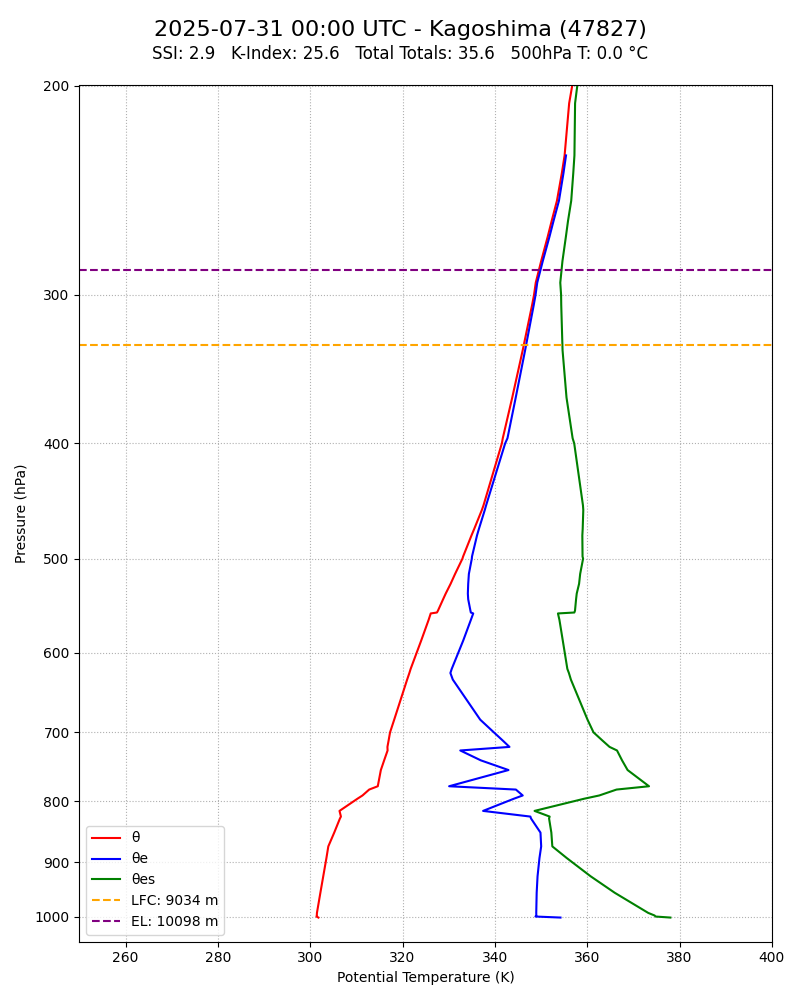 2025-07-31 00:00 UTC - Kagoshima (47827)
SSI: 2.9 K-Index: 25.6 Total Totals: 35.6 500hPa T: 0.0 °C
200
300
400
500
600
700
800
900
1000
Pressure (hPa)
θ
θe
θes
LFC: 9034 m
EL: 10098 m
260 280 300 320 340 360 380 400
Potential Temperature (K)